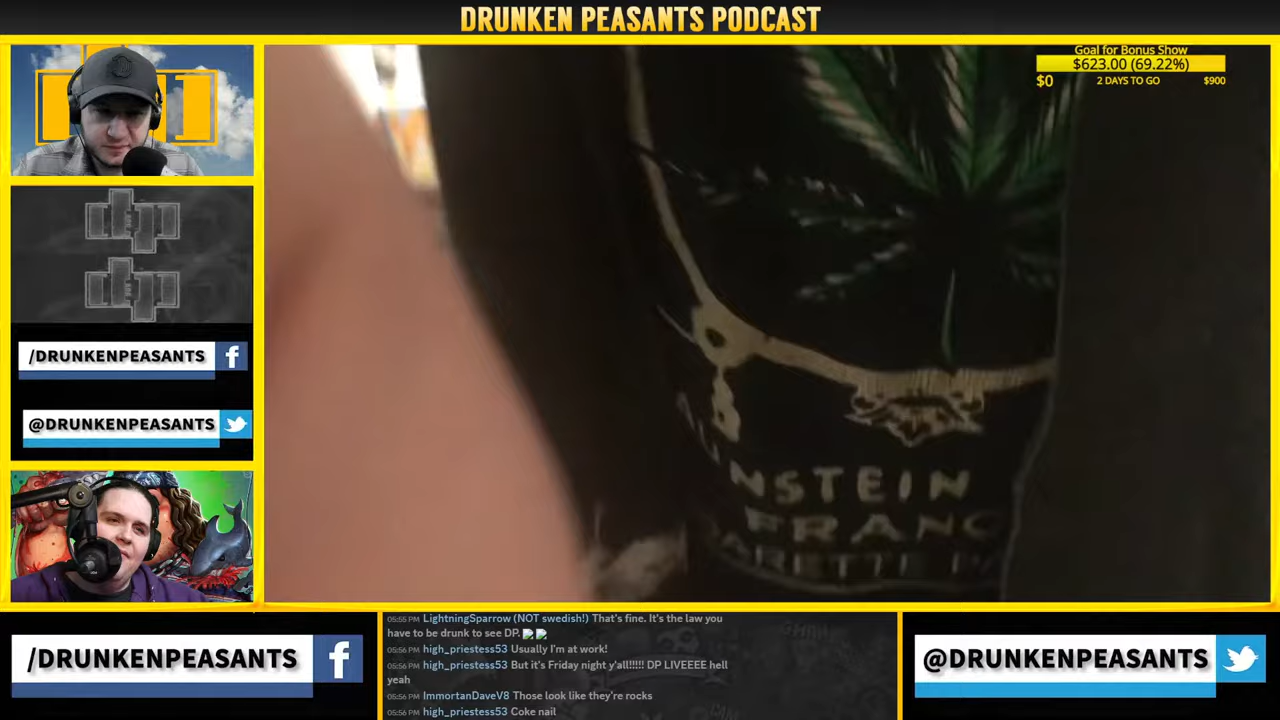 DRUNKEN PEASANTS PODCAST
Goal for Bonus Show
$623.00 (69.22%)
$0 2 DAYS TO GO $900
/DRUNKENPEASANTS f
@DRUNKENPEASANTS
NSTEIN
FRANC
/DRUNKENPEASANTS f
05:55 PM LightningSparrow (NOT swedish!) That's fine. It's the law you
have to be drunk to see DP.
05:56 PM high_priestess53 Usually I'm at work!
05:56 PM high_priestess53 But it's Friday night y'all!!!!! DP LIVEEEE hell
yeah
05:56 PM ImmortanDaveV8 Those look like they're rocks
05:56 PM high_priestess53 Coke nail
@DRUNKENPEASANTS